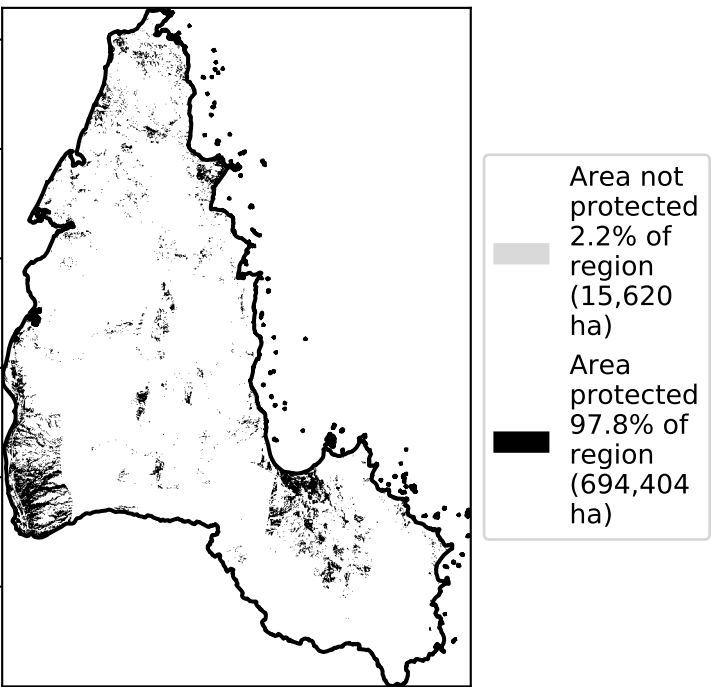 Area not
protected
2.2% of
region
(15,620
ha)
Area
protected
97.8% of
region
(694,404
ha)